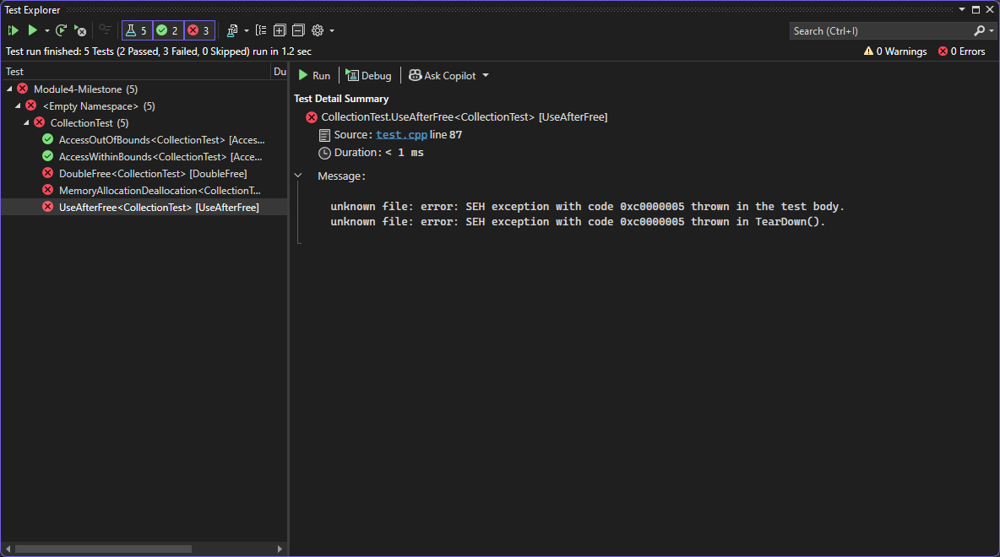 Test Explorer
5 2 3
Search (Ctrl+I)
Test run finished: 5 Tests (2 Passed, 3 Failed, 0 Skipped) run in 1.2 sec
0 Warnings
0 Errors
Test
Du
Module4-Milestone (5)
<Empty Namespace> (5)
CollectionTest (5)
AccessOutOfBounds<CollectionTest> [Acces...
AccessWithinBounds<CollectionTest> [Acce...
DoubleFree<CollectionTest> [DoubleFree]
MemoryAllocationDeallocation<CollectionT...
UseAfterFree<CollectionTest> [UseAfterFree]
Run
Debug
Ask Copilot
Test Detail Summary
CollectionTest.UseAfterFree<CollectionTest> [UseAfterFree]
Source: test.cpp line 87
Duration: < 1 ms
Message:
unknown file: error: SEH exception with code 0xc0000005 thrown in the test body.
unknown file: error: SEH exception with code 0xc0000005 thrown in TearDown().